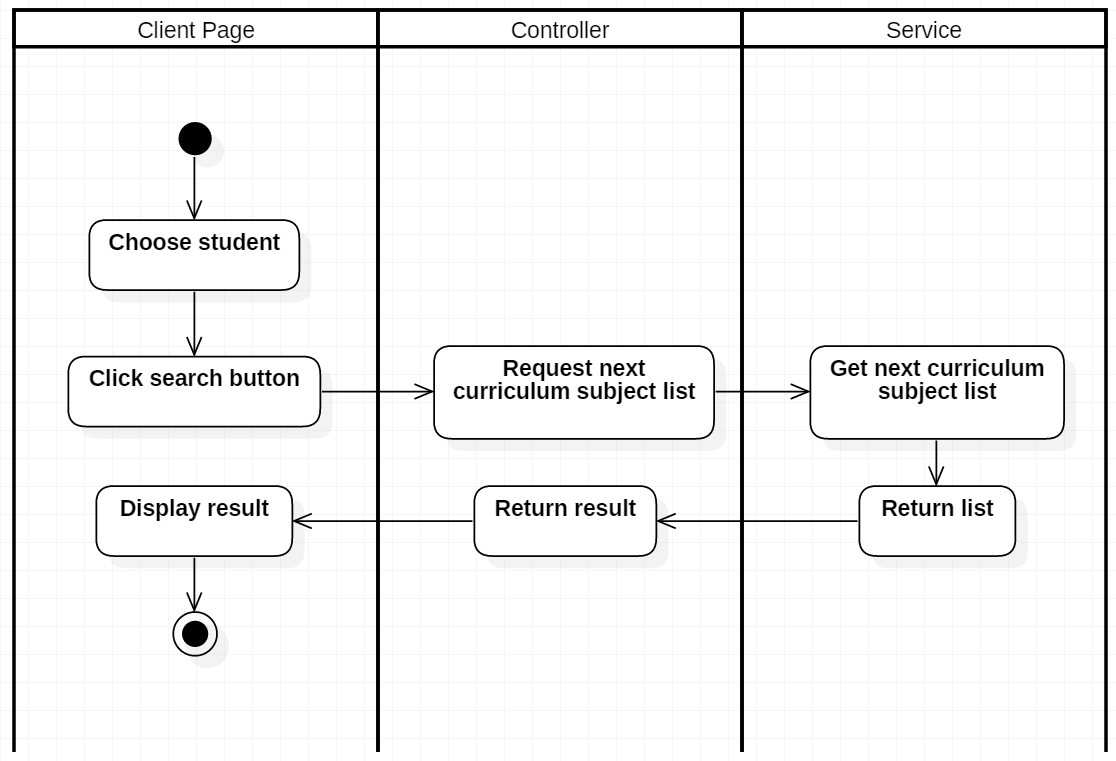 Client Page
Controller
Service
Choose student
Click search button
Request next
curriculum subject list
Get next curriculum
subject list
Display result
Return result
Return list